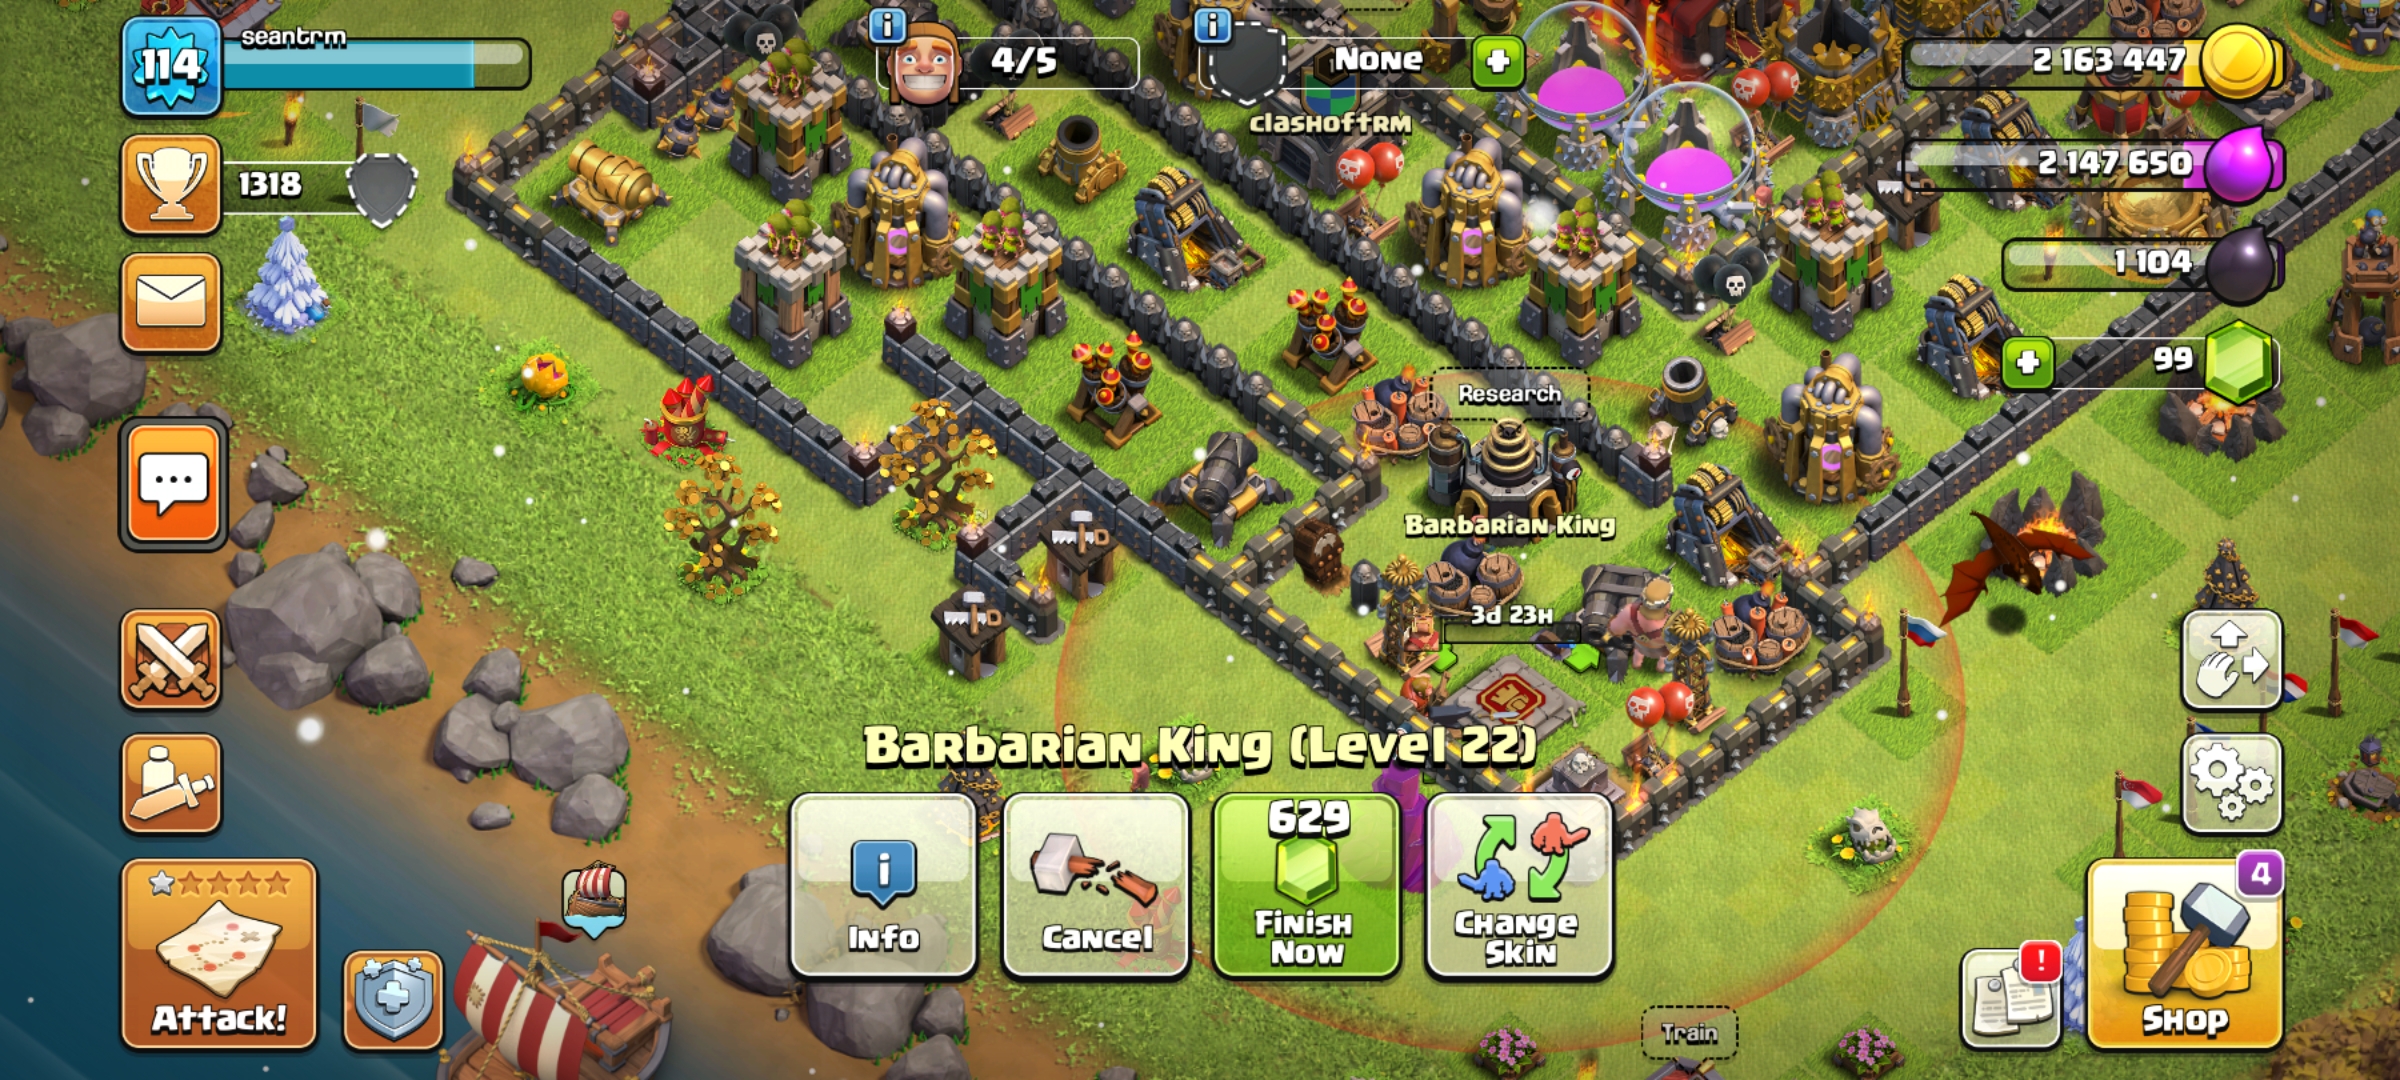 seantrm
114
4/5
None
2 163 447
clashoftRM
2 147 650
1318
1 104
99
Research
Barbarian King
3d 23h
Barbarian King (Level 22)
Info
Cancel
629
Finish
Now
Change
Skin
Attack!
Train
!
4
Shop